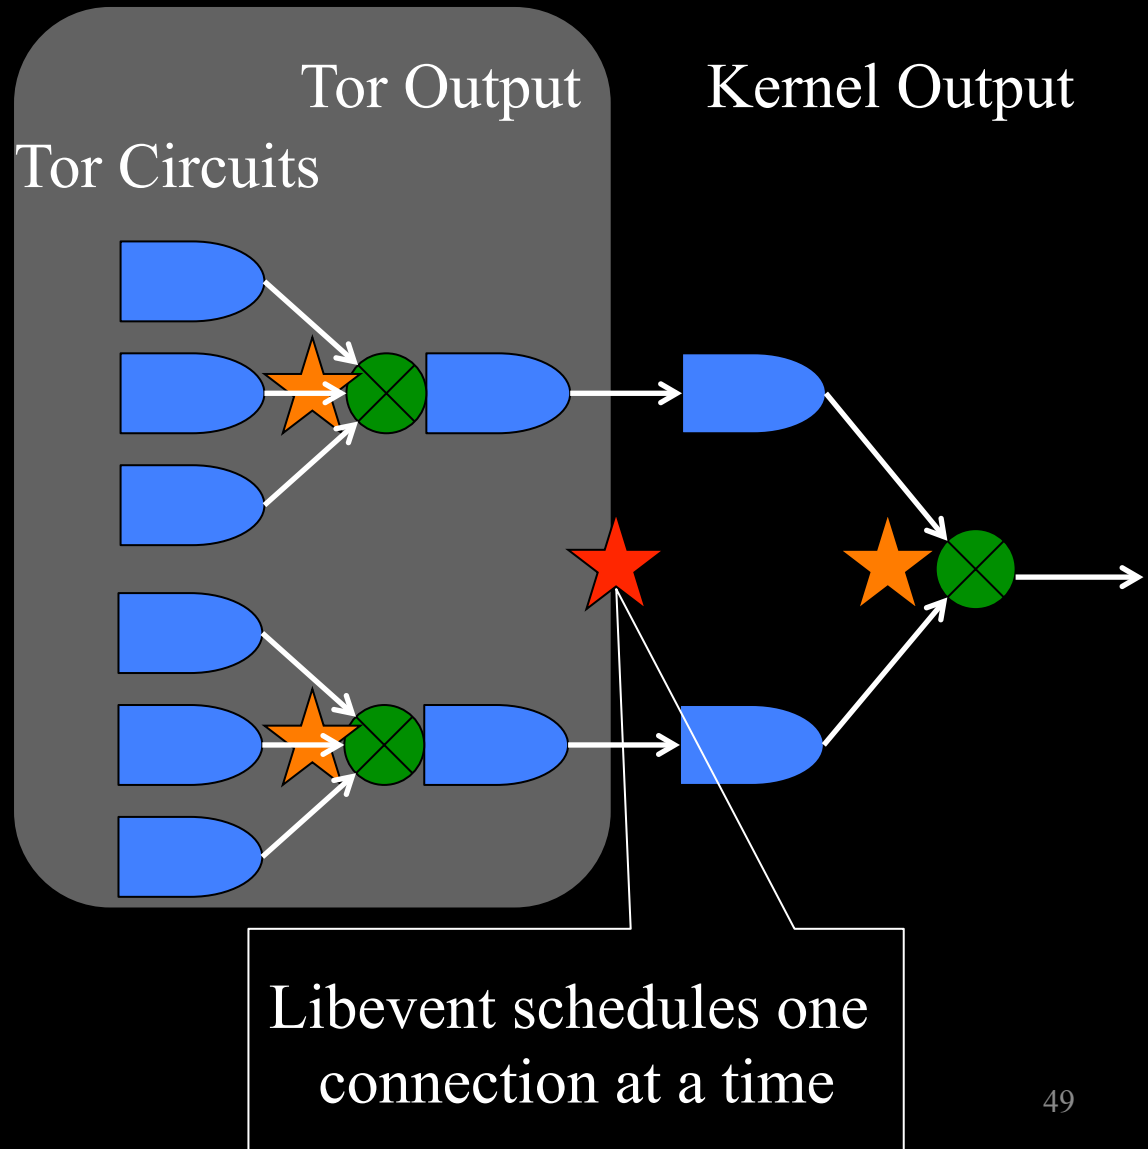 Tor Output
Kernel Output
Tor Circuits
Libevent schedules one
connection at a time
49